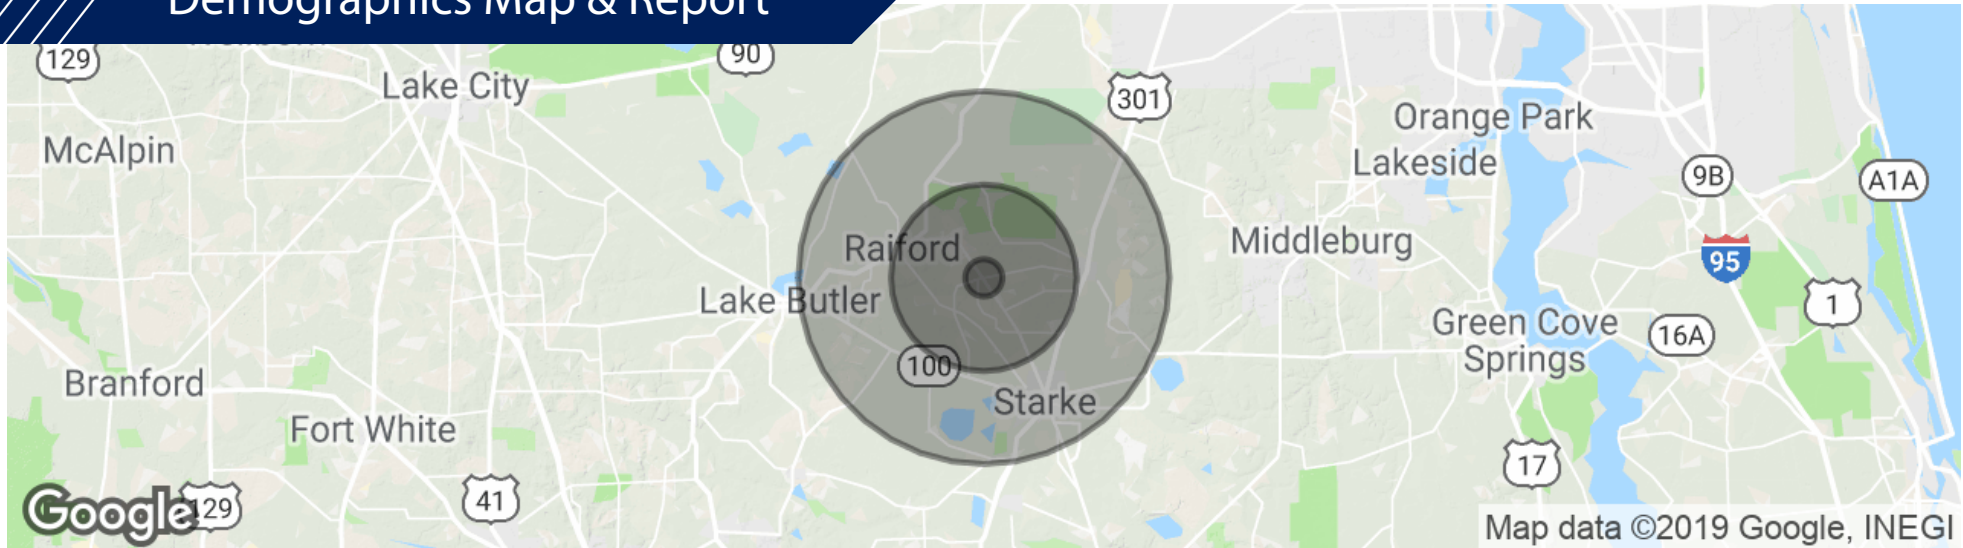 Demographics Map & Report
129
90
Lake City
301
Orange Park
McAlpin
Lakeside
9B
A1A
Raiford
Middleburg
95
Lake Butler
1
Green Cove
Springs
16A
100
Branford
Starke
Fort White
17
41
Google
129
Map data ©2019 Google, INEGI